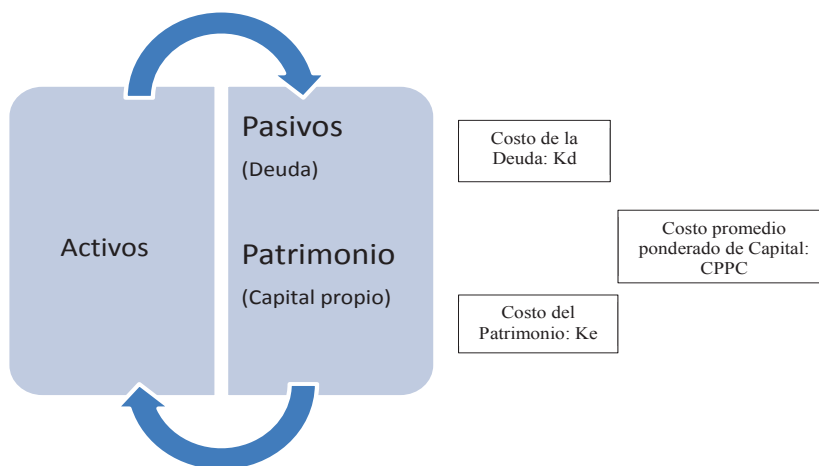 Activos
Pasivos
(Deuda)
Patrimonio
(Capital propio)
Costo de la
Deuda: Kd
Costo promedio
ponderado de Capital:
CPPC
Costo del
Patrimonio: Ke